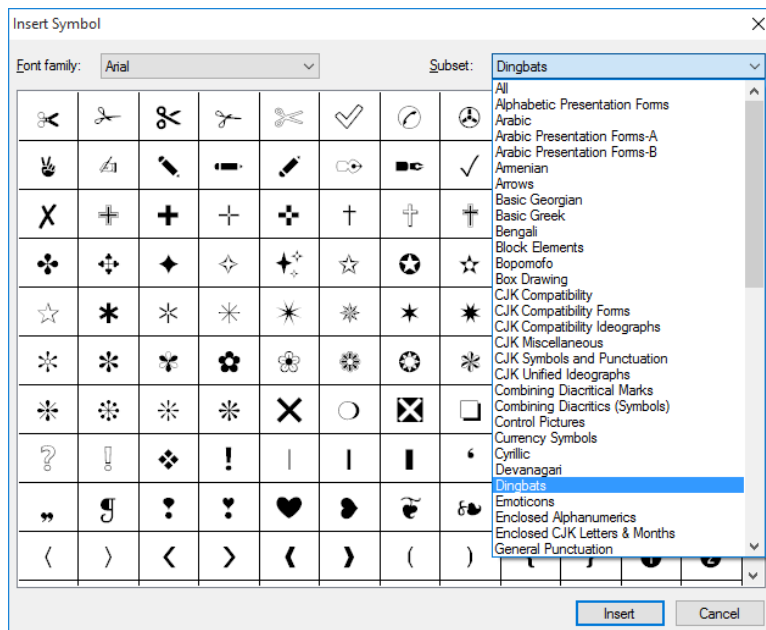 Insert Symbol
Font family: Arial Subset: Dingbats
All
Alphabetic Presentation Forms
Arabic
Arabic Presentation Forms-A
Arabic Presentation Forms-B
Armenian
Arrows
Basic Georgian
Basic Greek
Bengali
Block Elements
Bopomofo
Box Drawing
CJK Compatibility
CJK Compatibility Forms
CJK Compatibility Ideographs
CJK Miscellaneous
CJK Symbols and Punctuation
CJK Unified Ideographs
Combining Diacritical Marks
Combining Diacritics (Symbols)
Control Pictures
Currency Symbols
Cyrillic
Devanagari
Dingbats
Emoticons
Enclosed Alphanumerics
Enclosed CJK Letters & Months
General Punctuation
Insert Cancel